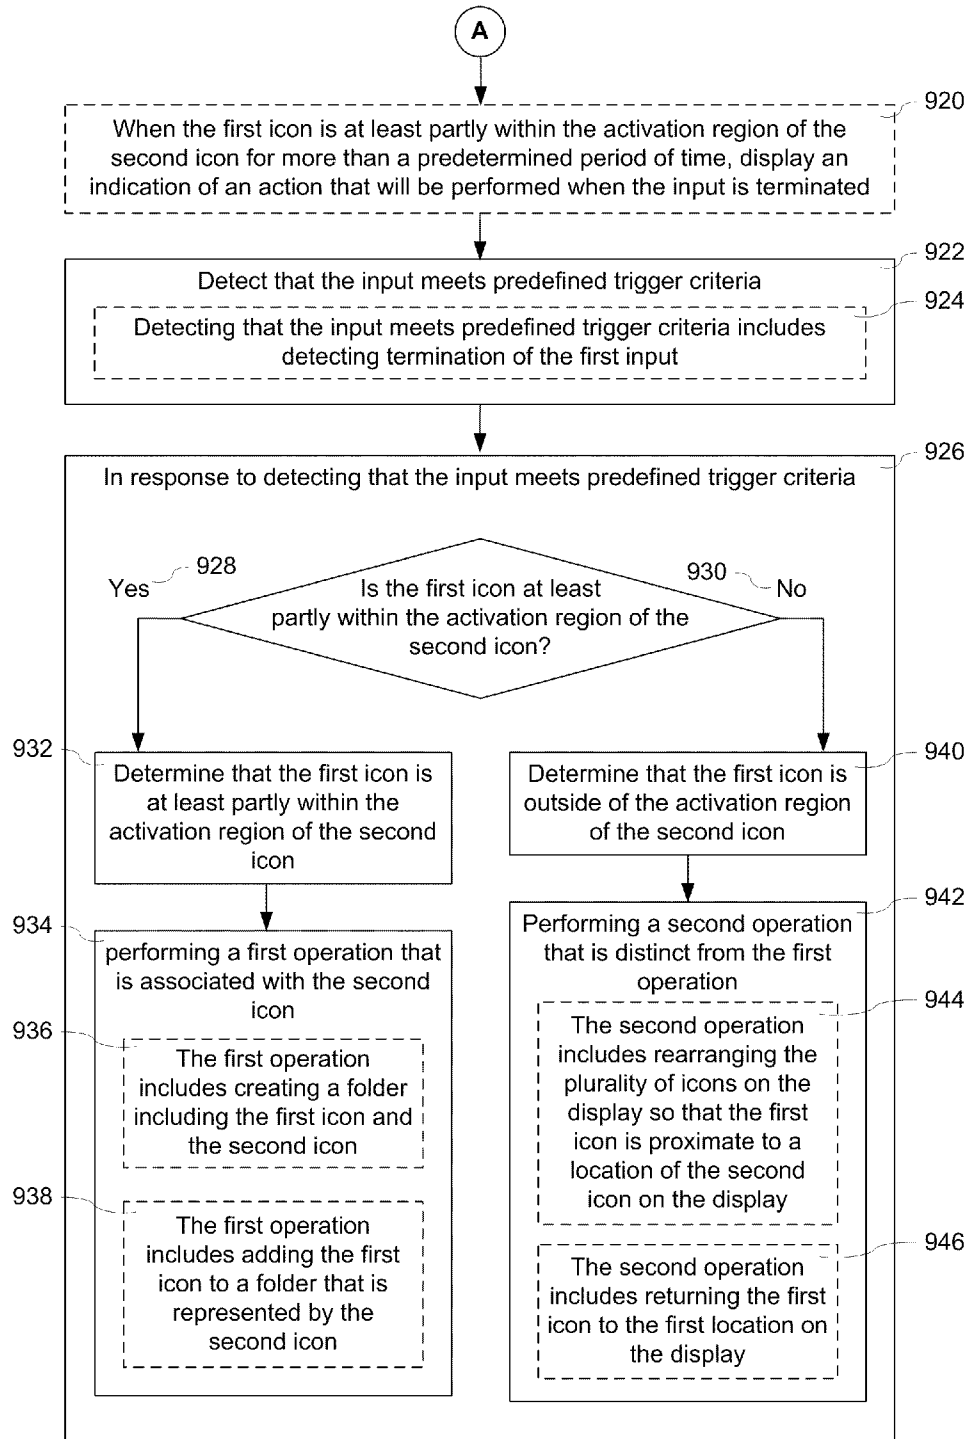 A
920
When the first icon is at least partly within the activation region of the
second icon for more than a predetermined period of time, display an
indication of an action that will be performed when the input is terminated
922
Detect that the input meets predefined trigger criteria
924
Detecting that the input meets predefined trigger criteria includes
detecting termination of the first input
926
In response to detecting that the input meets predefined trigger criteria
Yes
928
930
No
Is the first icon at least
partly within the activation region of the
second icon?
932
Determine that the first icon is
at least partly within the
activation region of the second
icon
934
performing a first operation that
is associated with the second
icon
936
The first operation
includes creating a folder
including the first icon and
the second icon
938
The first operation
includes adding the first
icon to a folder that is
represented by the
second icon
940
Determine that the first icon is
outside of the activation region
of the second icon
942
Performing a second operation
that is distinct from the first
operation
944
The second operation
includes rearranging the
plurality of icons on the
display so that the first
icon is proximate to a
location of the second
icon on the display
946
The second operation
includes returning the first
icon to the first location on
the display